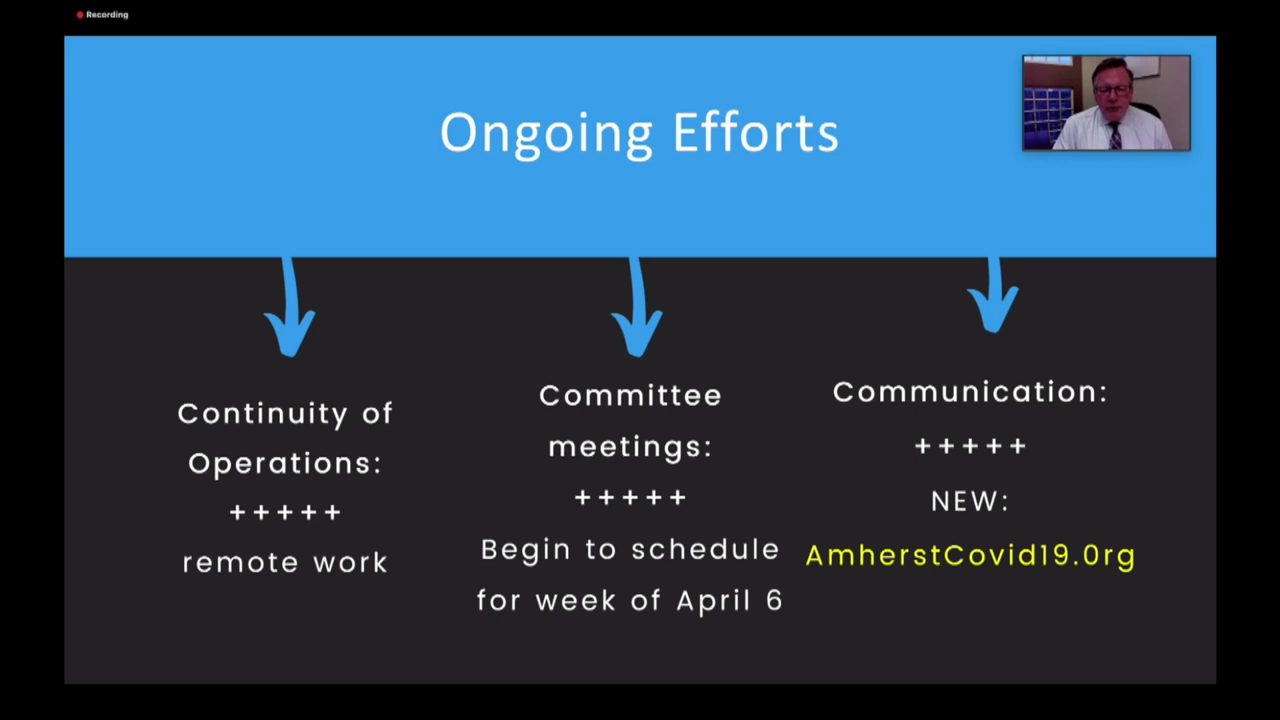 Recording
Ongoing Efforts
Continuity of
Operations:
+++++
remote work
Committee
meetings:
+++++
Begin to schedule
for week of April 6
Communication:
+++++
NEW:
AmherstCovid19.0rg